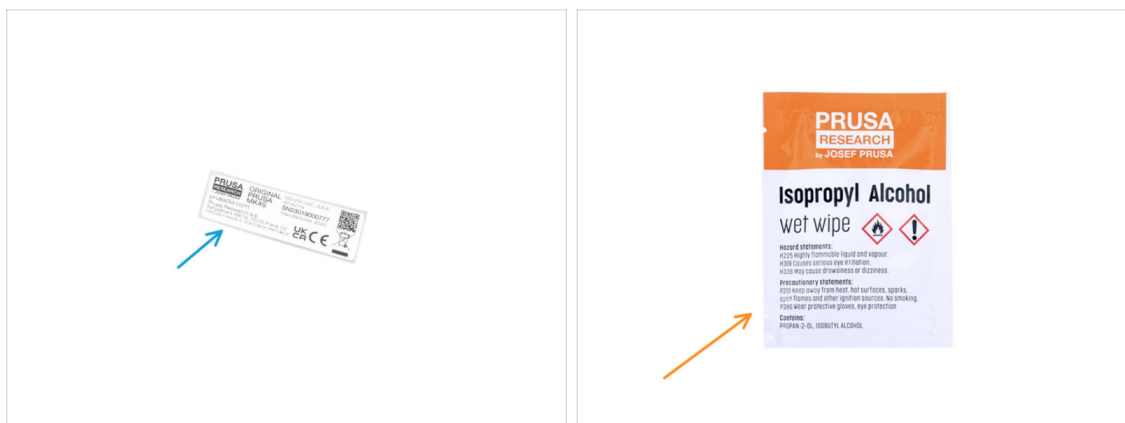 PRUSA
RESEARCH
ORIGINAL
PRUSA
MK4S
prusa3d.com
SN23019000777
UK
CA
CE
PRUSA
RESEARCH
by JOSEF PRUSA
Isopropyl Alcohol
wet wipe
Hazard statements:
H225 Highly flammable liquid and vapour.
H319 Causes serious eye irritation.
H336 May cause drowsiness or dizziness.
Precautionary statements:
P210 Keep away from heat, hot surfaces, sparks,
open flames and other ignition sources. No smoking.
P280 Wear protective gloves, eye protection
Contains:
PROPAN-2-OL, ISOBUTYL ALCOHOL